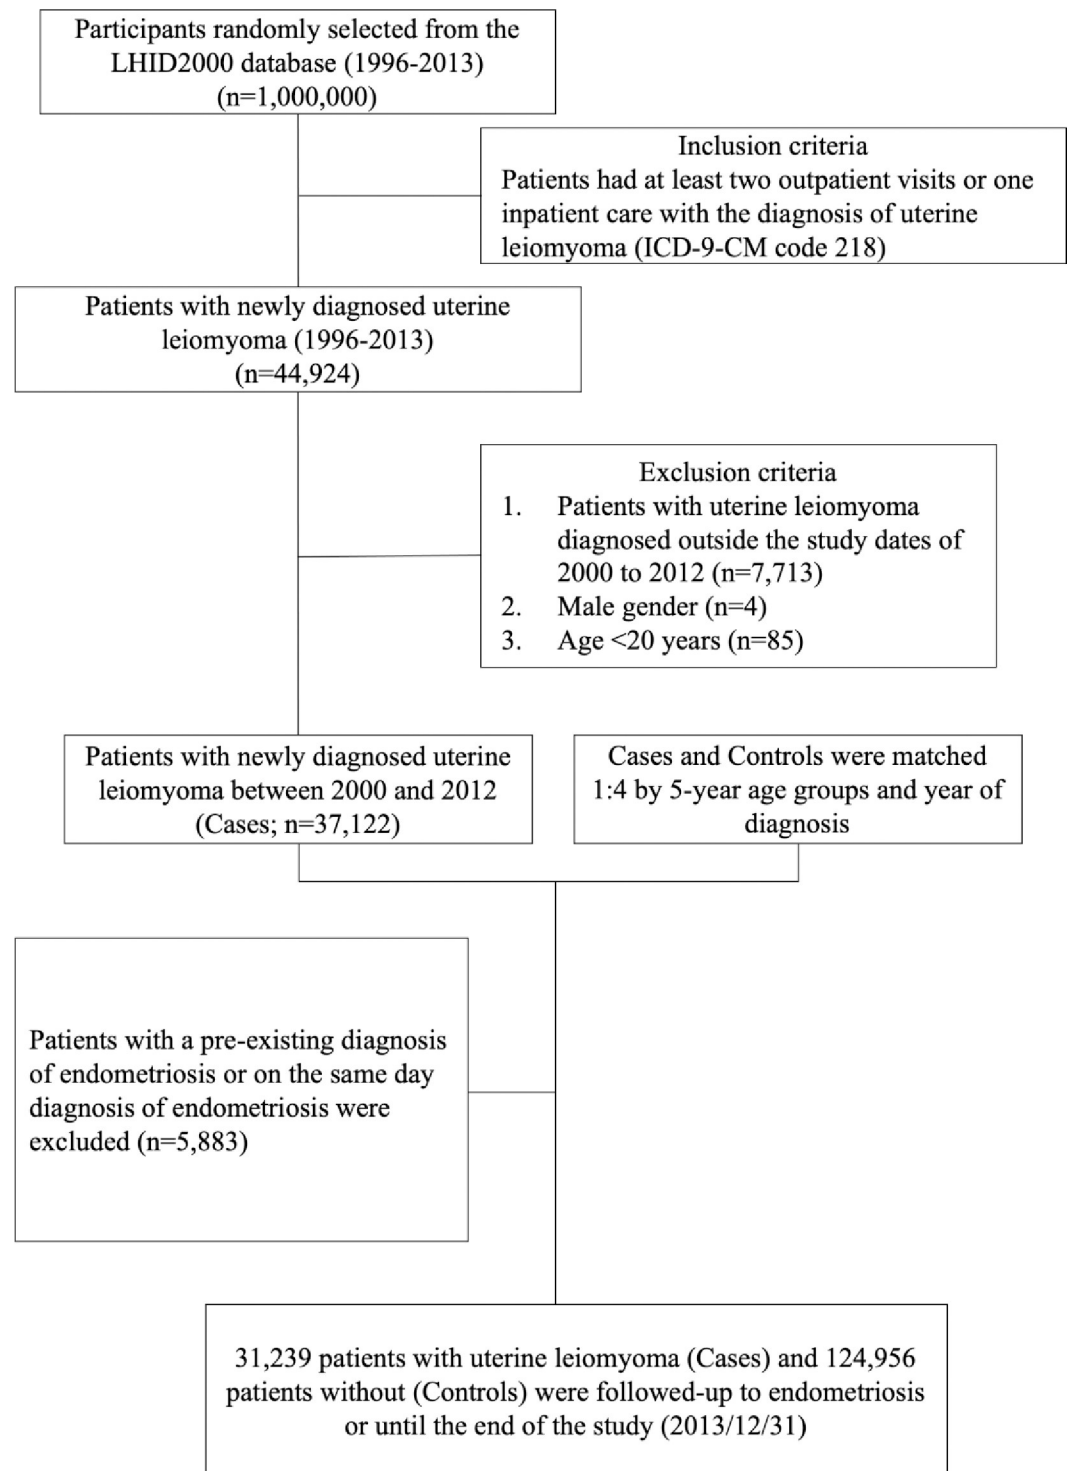 Participants randomly selected from the
LHID2000 database (1996-2013)
(n=1,000,000)
Inclusion criteria
Patients had at least two outpatient visits or one
inpatient care with the diagnosis of uterine
leiomyoma (ICD-9-CM code 218)
Patients with newly diagnosed uterine
leiomyoma (1996-2013)
(n=44,924)
Exclusion criteria
1. Patients with uterine leiomyoma
diagnosed outside the study dates of
2000 to 2012 (n=7,713)
2. Male gender (n=4)
3. Age <20 years (n=85)
Patients with newly diagnosed uterine
leiomyoma between 2000 and 2012
(Cases; n=37,122)
Cases and Controls were matched
1:4 by 5-year age groups and year of
diagnosis
Patients with a pre-existing diagnosis
of endometriosis or on the same day
diagnosis of endometriosis were
excluded (n=5,883)
31,239 patients with uterine leiomyoma (Cases) and 124,956
patients without (Controls) were followed-up to endometriosis
or until the end of the study (2013/12/31)